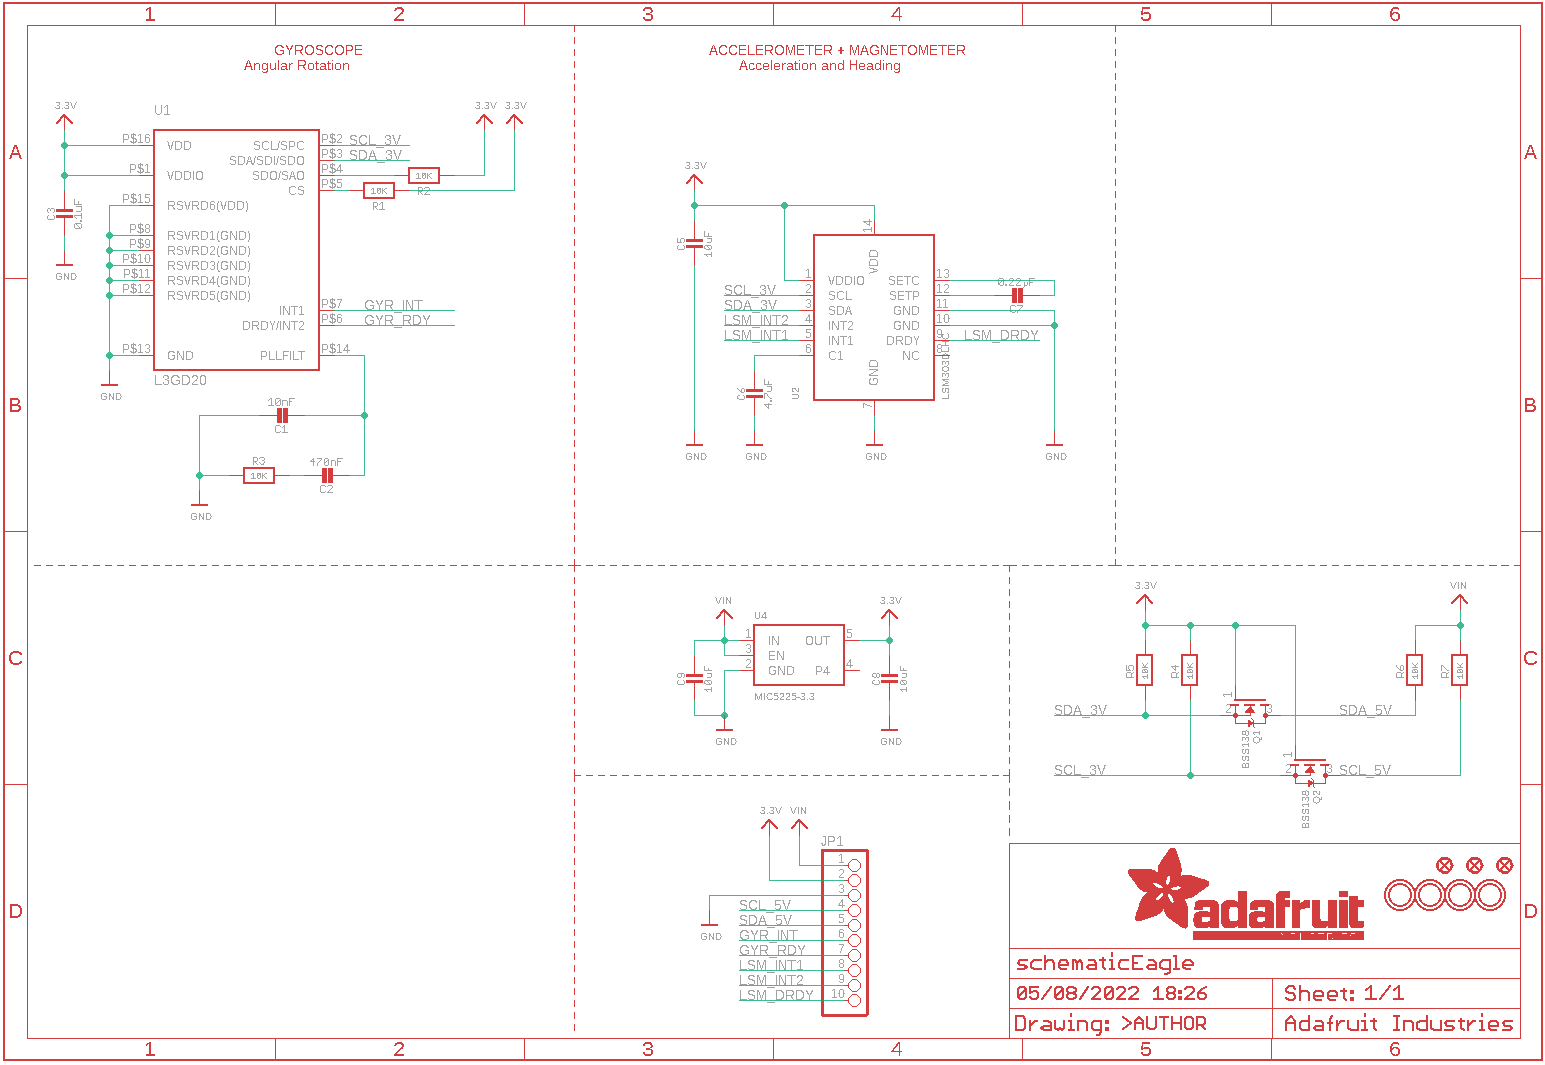 1 2 3 4 5 6
GYROSCOPE
Angular Rotation
ACCELEROMETER + MAGNETOMETER
Acceleration and Heading
A
B
C
D
3.3V
U1
3.3V 3.3V
P$16 VDD
P$1 VDDIO
P$15 RSVRD6(VDD)
P$8 RSVRD1(GND)
P$9 RSVRD2(GND)
P$10 RSVRD3(GND)
P$11 RSVRD4(GND)
P$12 RSVRD5(GND)
P$13 GND
SCL/SPC P$2 SCL_3V
SDA/SDI/SDO P$3 SDA_3V
SDO/SAO P$4 10K R2
CS P$5 10K R1
INT1 P$7 GYR_INT
DRDY/INT2 P$6 GYR_RDY
PLLFILT P$14
L3GD20
C3 0.1uF
GND
GND
10nF
C1
R3 10K
470nF
C2
GND
3.3V
C5 10uF
14
VDD
1 VDDIO
SCL_3V 2 SCL
SDA_3V 3 SDA
LSM_INT2 4 INT2
LSM_INT1 5 INT1
6 C1
SETC 13
SETP 12
GND 11
GND 10
DRDY 9 LSM_DRDY
NC 8
GND
7
0.22uF
C7
C6 4.7uF
U2
LSM303DLHC
GND GND GND GND
VIN
U4
3.3V
1 IN
3 EN
2 GND
OUT 5
P4 4
MIC5225-3.3
C9 10uF
C8 10uF
GND GND
3.3V VIN
R5 10K
R4 10K
R6 10K
R7 10K
SDA_3V 1 2 3 SDA_5V
BSS138
Q1
SCL_3V 1 2 3 SCL_5V
BSS138
Q2
3.3V VIN
JP1
1
2
3
SCL_5V 4
SDA_5V 5
GYR_INT 6
GYR_RDY 7
LSM_INT1 8
LSM_INT2 9
LSM_DRDY 10
GND
adafruit
schematicEagle
05/08/2022 18:26
Sheet: 1/1
Drawing: >AUTHOR
Adafruit Industries
A
B
C
D
1 2 3 4 5 6